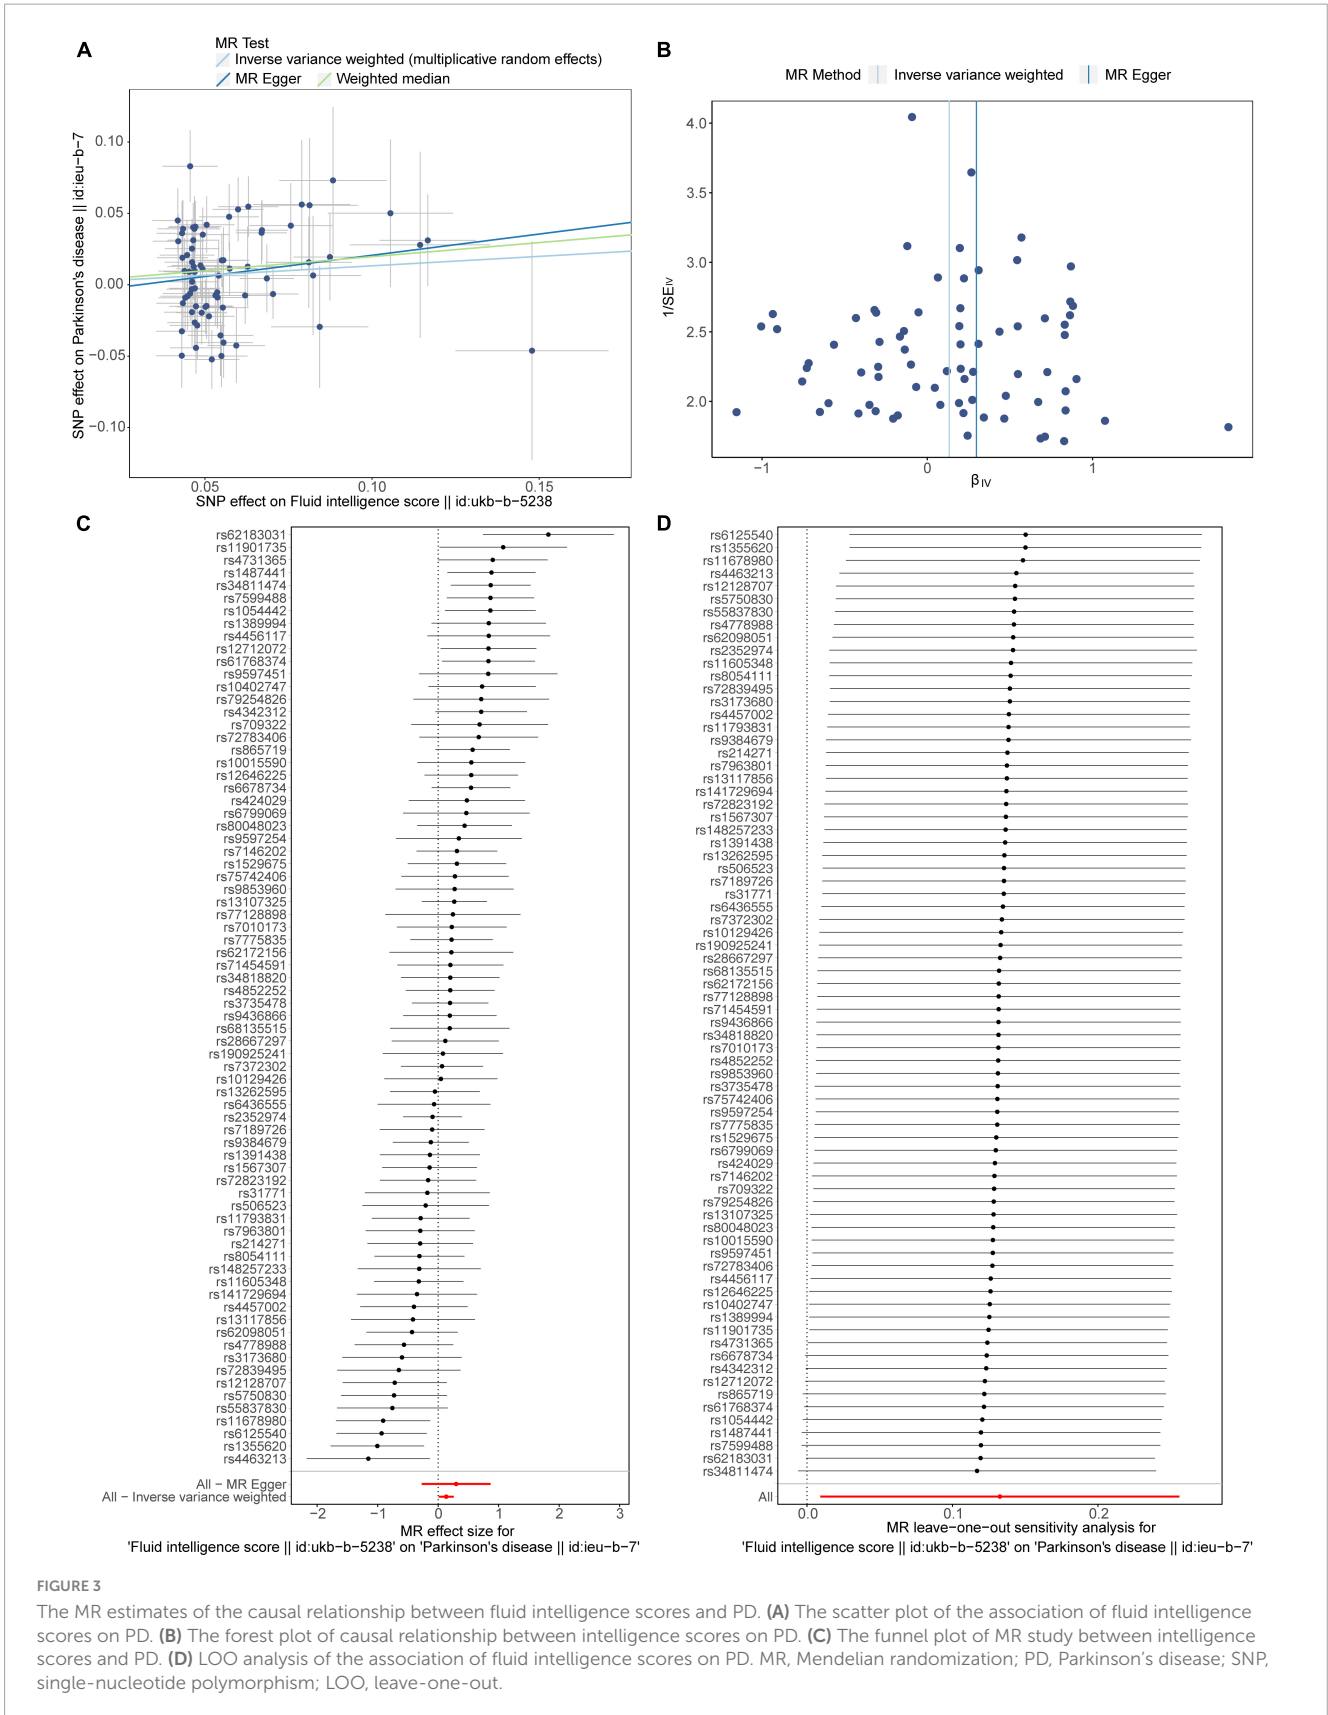 A
MR Test
Inverse variance weighted (multiplicative random effects)
MR Egger
Weighted median
SNP effect on Parkinson's disease || id:ieu−b−7
0.10
0.05
0.00
−0.05
−0.10
0.05
0.10
0.15
SNP effect on Fluid intelligence score || id:ukb−b−5238
B
MR Method
Inverse variance weighted
MR Egger
1/SEIV
4.0
3.5
3.0
2.5
2.0
−1
0
1
βIV
C
rs62183031
rs11901735
rs4731365
rs1487441
rs34811474
rs7599488
rs1054442
rs1389994
rs4456117
rs12712072
rs61768374
rs9597451
rs10402747
rs79254826
rs4342312
rs709322
rs72783406
rs865719
rs10015590
rs12646225
rs6678734
rs424029
rs6799069
rs80048023
rs9597254
rs7146202
rs1529675
rs75742406
rs9853960
rs13107325
rs77128898
rs7010173
rs7775835
rs62172156
rs71454591
rs34818820
rs4852252
rs3735478
rs9436866
rs68135515
rs28667297
rs190925241
rs7372302
rs10129426
rs13262595
rs6436555
rs2352974
rs7189726
rs9384679
rs1391438
rs1567307
rs72823192
rs31771
rs506523
rs11793831
rs7963801
rs214271
rs8054111
rs148257233
rs11605348
rs141729694
rs4457002
rs13117856
rs62098051
rs4778988
rs3173680
rs72839495
rs12128707
rs5750830
rs55837830
rs11678980
rs6125540
rs1355620
rs4463213
All − MR Egger
All − Inverse variance weighted
−2
−1
0
1
2
3
MR effect size for
'Fluid intelligence score || id:ukb−b−5238' on 'Parkinson's disease || id:ieu−b−7'
D
rs6125540
rs1355620
rs11678980
rs4463213
rs12128707
rs5750830
rs55837830
rs4778988
rs62098051
rs2352974
rs11605348
rs8054111
rs72839495
rs3173680
rs4457002
rs11793831
rs9384679
rs214271
rs7963801
rs13117856
rs141729694
rs72823192
rs1567307
rs148257233
rs1391438
rs13262595
rs506523
rs7189726
rs31771
rs6436555
rs7372302
rs10129426
rs190925241
rs28667297
rs68135515
rs62172156
rs77128898
rs71454591
rs9436866
rs34818820
rs7010173
rs4852252
rs9853960
rs3735478
rs75742406
rs9597254
rs7775835
rs1529675
rs6799069
rs424029
rs7146202
rs709322
rs79254826
rs13107325
rs80048023
rs10015590
rs9597451
rs72783406
rs4456117
rs12646225
rs10402747
rs1389994
rs11901735
rs4731365
rs6678734
rs4342312
rs12712072
rs865719
rs61768374
rs1054442
rs1487441
rs7599488
rs62183031
rs34811474
All
0.0
0.1
0.2
MR leave−one−out sensitivity analysis for
'Fluid intelligence score || id:ukb−b−5238' on 'Parkinson's disease || id:ieu−b−7'
FIGURE 3
The MR estimates of the causal relationship between fluid intelligence scores and PD. (A) The scatter plot of the association of fluid intelligence
scores on PD. (B) The forest plot of causal relationship between intelligence scores on PD. (C) The funnel plot of MR study between intelligence
scores and PD. (D) LOO analysis of the association of fluid intelligence scores on PD. MR, Mendelian randomization; PD, Parkinson's disease; SNP,
single-nucleotide polymorphism; LOO, leave-one-out.